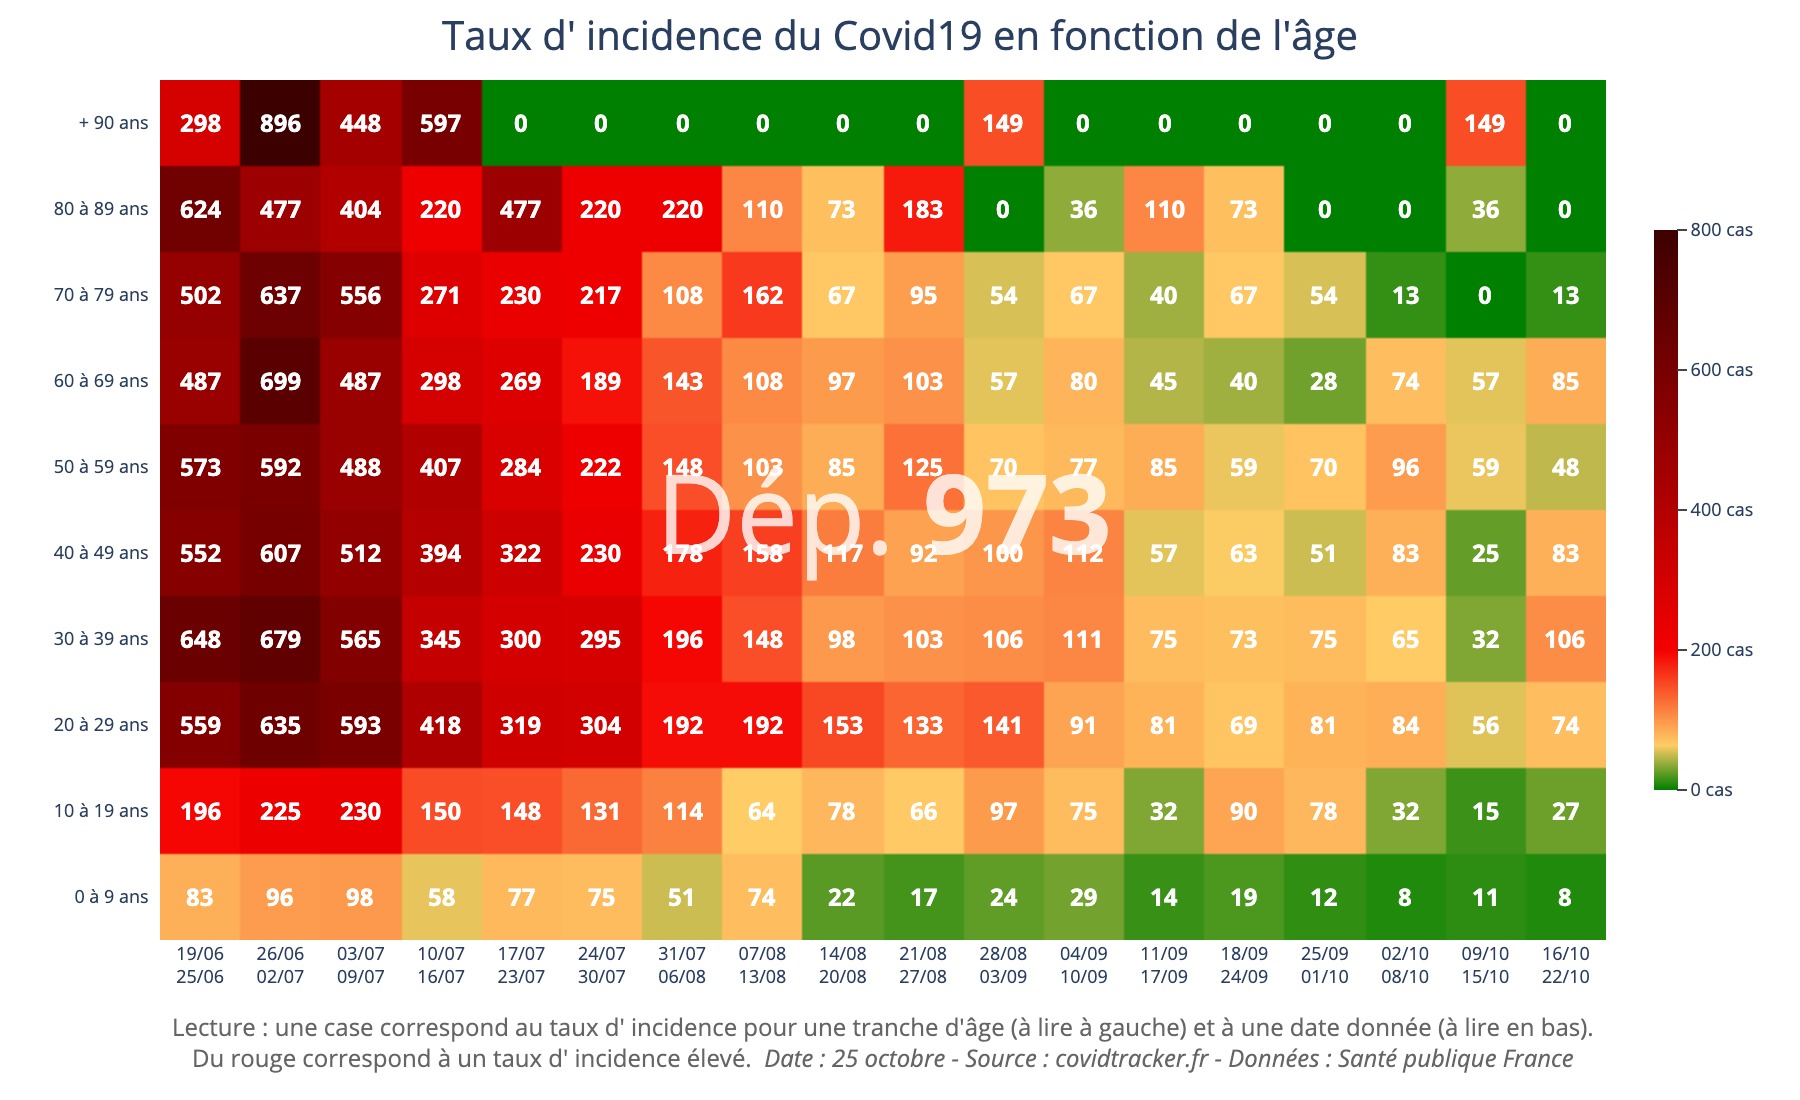 Taux d' incidence du Covid19 en fonction de l'âge
+ 90 ans 298 896 448 597 0 0 0 0 0 0 149 0 0 0 0 0 149 0
80 à 89 ans 624 477 404 220 477 220 220 110 73 183 0 36 110 73 0 0 36 0
800 cas
70 à 79 ans 502 637 556 271 230 217 108 162 67 95 54 67 40 67 54 13 0 13
60 à 69 ans 487 699 487 298 269 189 143 108 97 103 57 80 45 40 28 74 57 85
600 cas
50 à 59 ans 573 592 488 407 284 222 148 103 85 125 70 77 85 59 70 96 59 48
Dép. 973
400 cas
40 à 49 ans 552 607 512 394 322 230 178 158 117 92 100 112 57 63 51 83 25 83
30 à 39 ans 648 679 565 345 300 295 196 148 98 103 106 111 75 73 75 65 32 106
200 cas
20 à 29 ans 559 635 593 418 319 304 192 192 153 133 141 91 81 69 81 84 56 74
0 cas
10 à 19 ans 196 225 230 150 148 131 114 64 78 66 97 75 32 90 78 32 15 27
0 à 9 ans 83 96 98 58 77 75 51 74 22 17 24 29 14 19 12 8 11 8
19/06 26/06 03/07 10/07 17/07 24/07 31/07 07/08 14/08 21/08 28/08 04/09 11/09 18/09 25/09 02/10 09/10 16/10
25/06 02/07 09/07 16/07 23/07 30/07 06/08 13/08 20/08 27/08 03/09 10/09 17/09 24/09 01/10 08/10 15/10 22/10
Lecture : une case correspond au taux d' incidence pour une tranche d'âge (à lire à gauche) et à une date donnée (à lire en bas).
Du rouge correspond à un taux d' incidence élevé. Date : 25 octobre - Source : covidtracker.fr - Données : Santé publique France